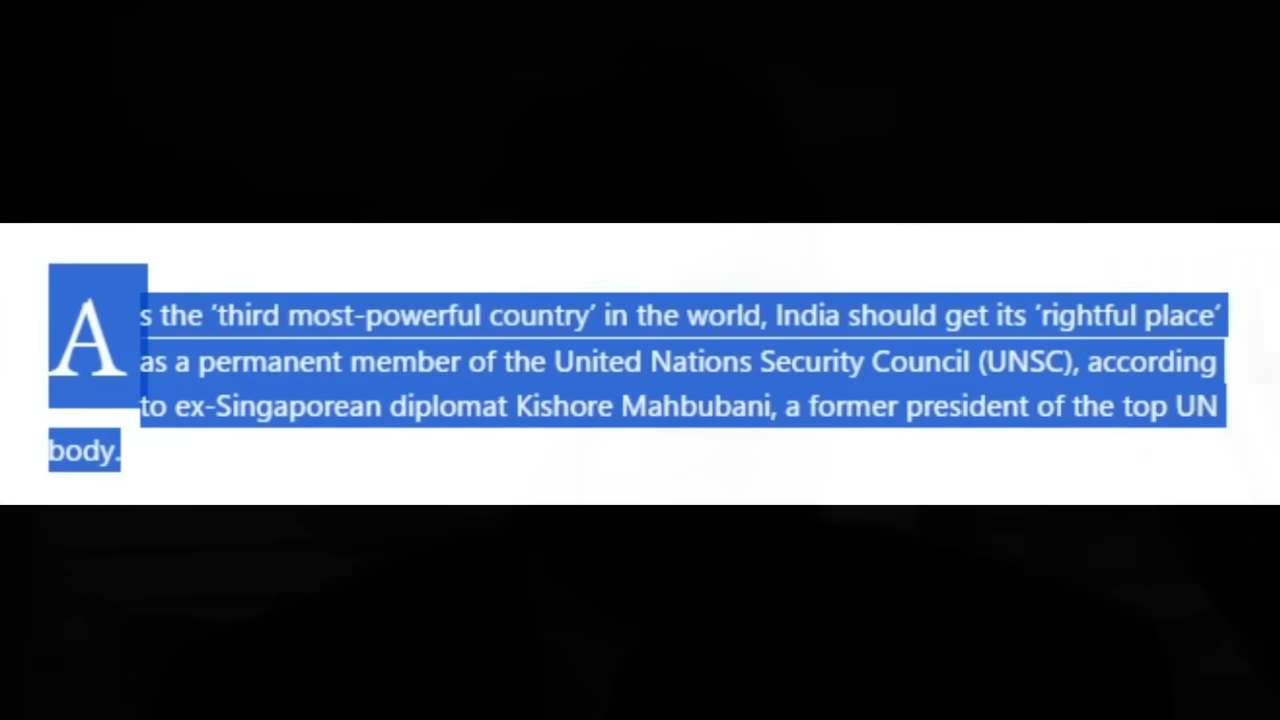 As the ‘third most-powerful country’ in the world, India should get its ‘rightful place’
as a permanent member of the United Nations Security Council (UNSC), according
to ex-Singaporean diplomat Kishore Mahbubani, a former president of the top UN
body.